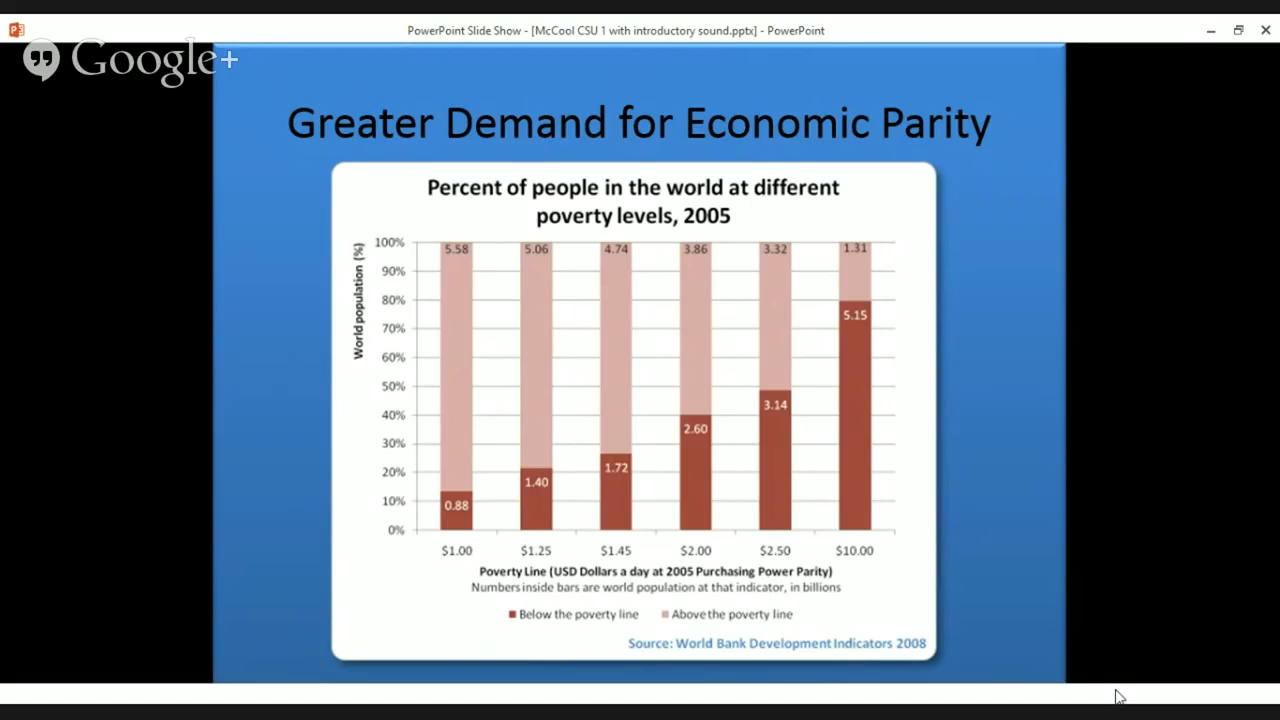 PowerPoint Slide Show - [McCool CSU 1 with introductory sound.pptx] - PowerPoint
Google+
Greater Demand for Economic Parity
Percent of people in the world at different
poverty levels, 2005
World population (%)
100%
90%
80%
70%
60%
50%
40%
30%
20%
10%
0%
5.58 5.06 4.74 3.86 3.32 1.31
0.88 1.40 1.72 2.60 3.14 5.15
$1.00 $1.25 $1.45 $2.00 $2.50 $10.00
Poverty Line (USD Dollars a day at 2005 Purchasing Power Parity)
Numbers inside bars are world population at that indicator, in billions
Below the poverty line Above the poverty line
Source: World Bank Development Indicators 2008